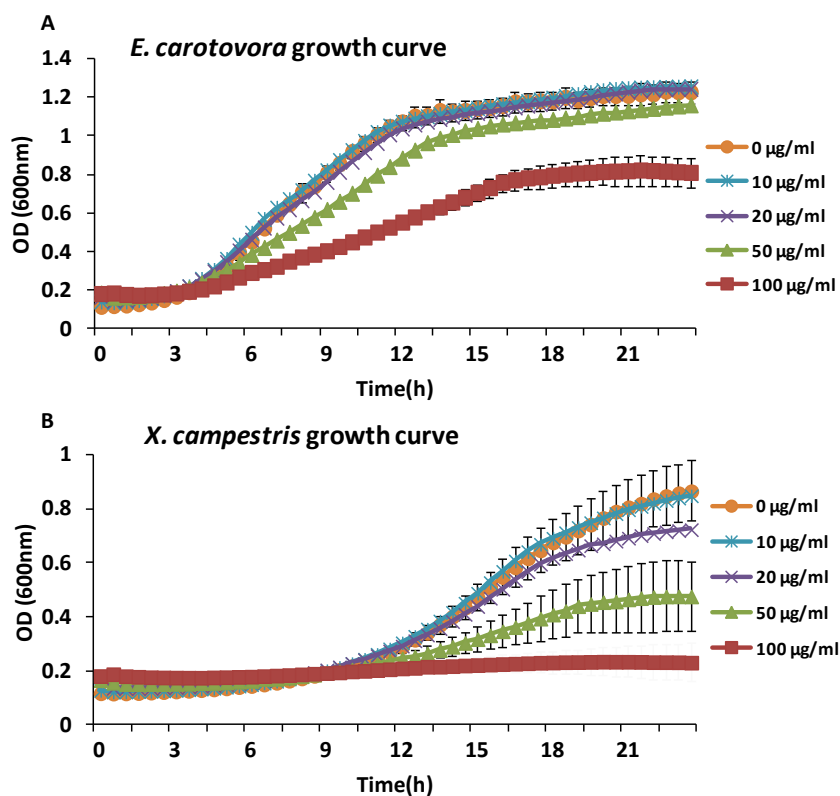 A
E. carotovora growth curve
1.4
1.2
1
0.8
0.6
0.4
0.2
0
OD (600nm)
0 3 6 9 12 15 18 21
Time(h)
0 µg/ml
10 µg/ml
20 µg/ml
50 µg/ml
100 µg/ml
B
X. campestris growth curve
1
0.8
0.6
0.4
0.2
0
OD (600nm)
0 3 6 9 12 15 18 21
Time(h)
0 µg/ml
10 µg/ml
20 µg/ml
50 µg/ml
100 µg/ml